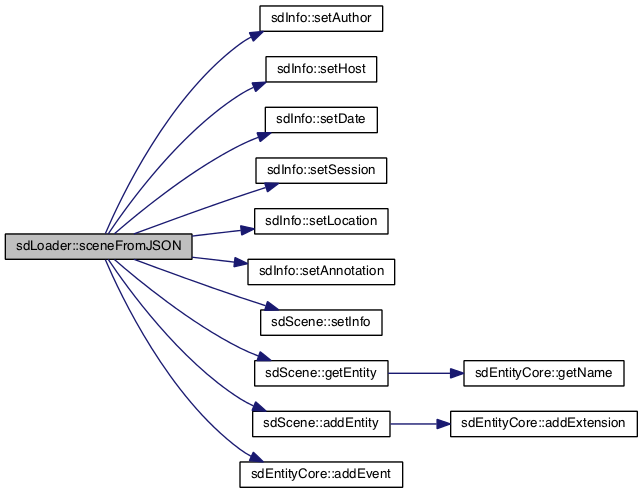 sdInfo::setAuthor
sdInfo::setHost
sdInfo::setDate
sdInfo::setSession
sdInfo::setLocation
sdLoader::sceneFromJSON
sdInfo::setAnnotation
sdScene::setInfo
sdScene::getEntity
sdEntityCore::getName
sdScene::addEntity
sdEntityCore::addExtension
sdEntityCore::addEvent